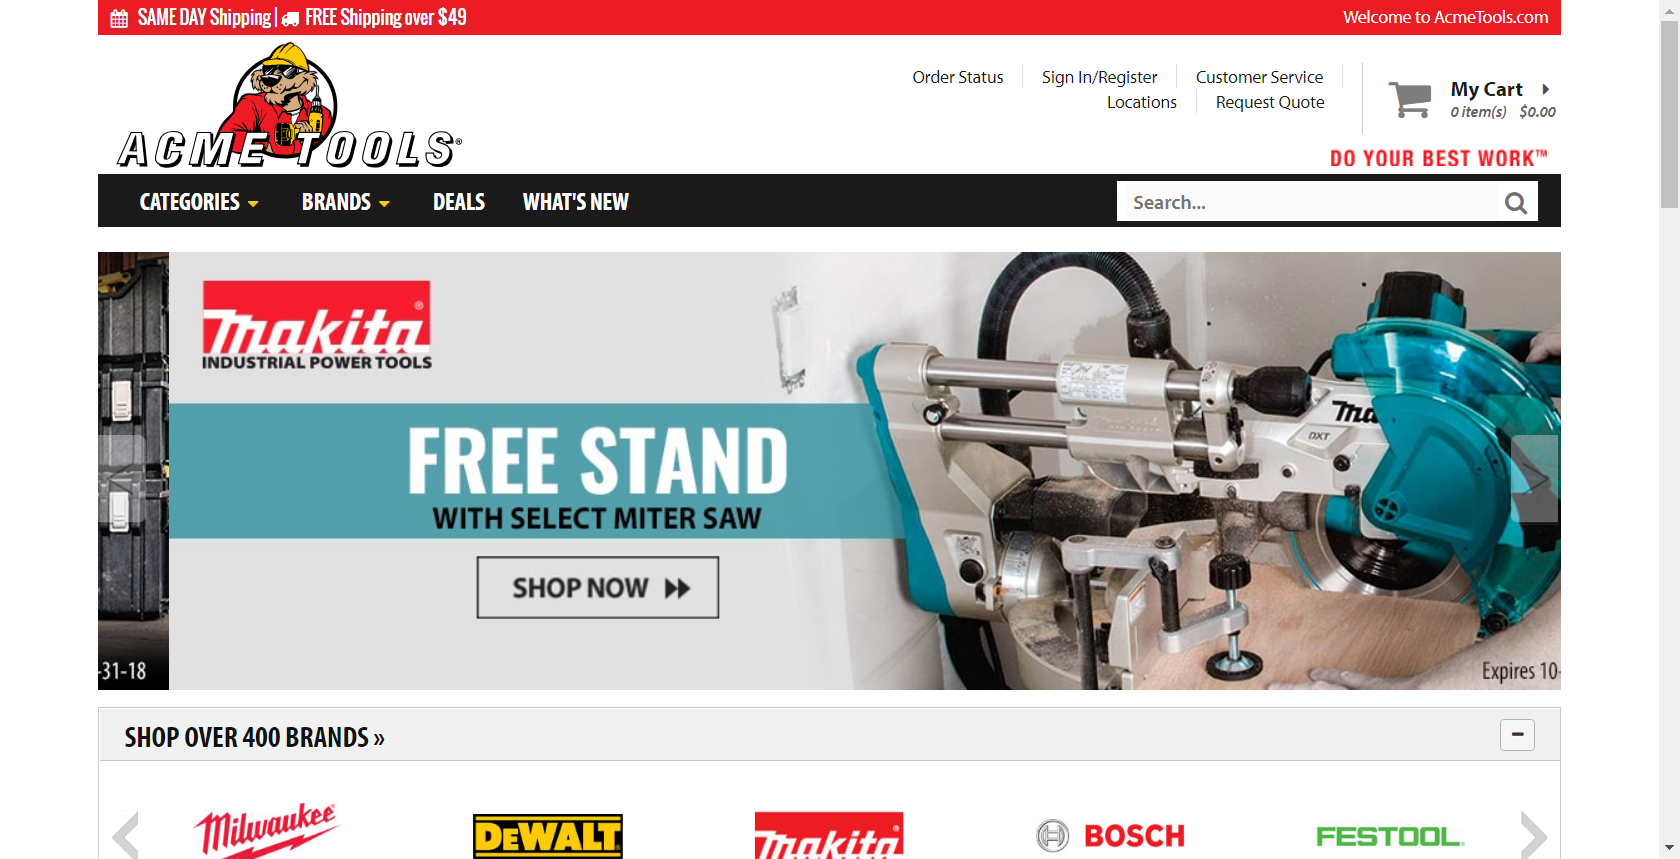 SAME DAY Shipping | FREE Shipping over $49
Welcome to AcmeTools.com
ACME TOOLS®
Order Status
Sign In/Register
Customer Service
Locations
Request Quote
My Cart
0 item(s) $0.00
DO YOUR BEST WORK™
CATEGORIES
BRANDS
DEALS
WHAT'S NEW
Search...
Makita®
INDUSTRIAL POWER TOOLS
FREE STAND
WITH SELECT MITER SAW
SHOP NOW
DXT
-31-18
Expires 10-
SHOP OVER 400 BRANDS »
Milwaukee®
DEWALT
Makita®
BOSCH
FESTOOL